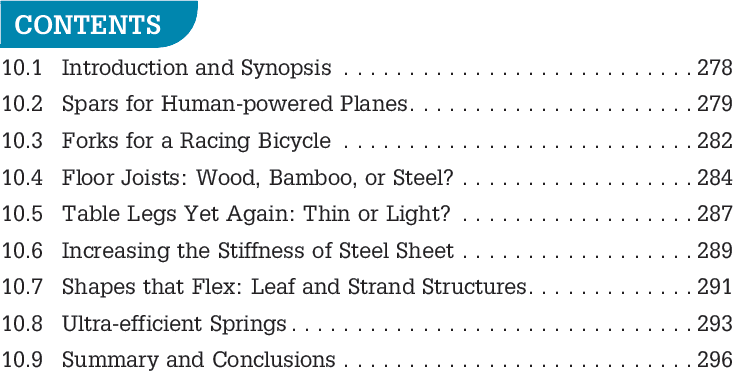 CONTENTS
10.1 Introduction and Synopsis . . . . . . . . . . . . . . . . . . . . . . . . . . . 278
10.2 Spars for Human-powered Planes. . . . . . . . . . . . . . . . . . . . . . 279
10.3 Forks for a Racing Bicycle . . . . . . . . . . . . . . . . . . . . . . . . . . . 282
10.4 Floor Joists: Wood, Bamboo, or Steel? . . . . . . . . . . . . . . . . . . 284
10.5 Table Legs Yet Again: Thin or Light? . . . . . . . . . . . . . . . . . . 287
10.6 Increasing the Stiffness of Steel Sheet . . . . . . . . . . . . . . . . . . 289
10.7 Shapes that Flex: Leaf and Strand Structures. . . . . . . . . . . . . 291
10.8 Ultra-efficient Springs . . . . . . . . . . . . . . . . . . . . . . . . . . . . . . . 293
10.9 Summary and Conclusions . . . . . . . . . . . . . . . . . . . . . . . . . . . 296